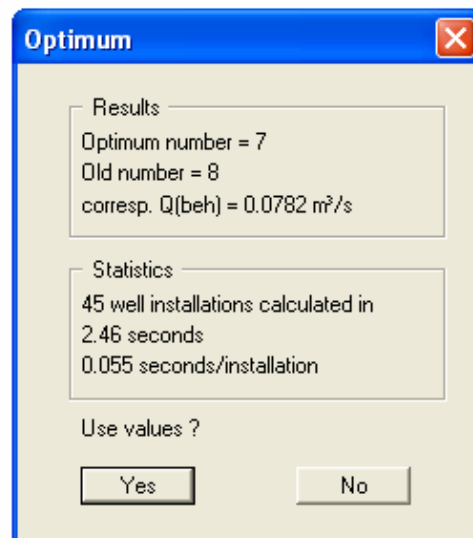 Optimum
Results
Optimum number = 7
Old number = 8
corresp. Q(beh) = 0.0782 m³/s
Statistics
45 well installations calculated in
2.46 seconds
0.055 seconds/installation
Use values ?
Yes
No